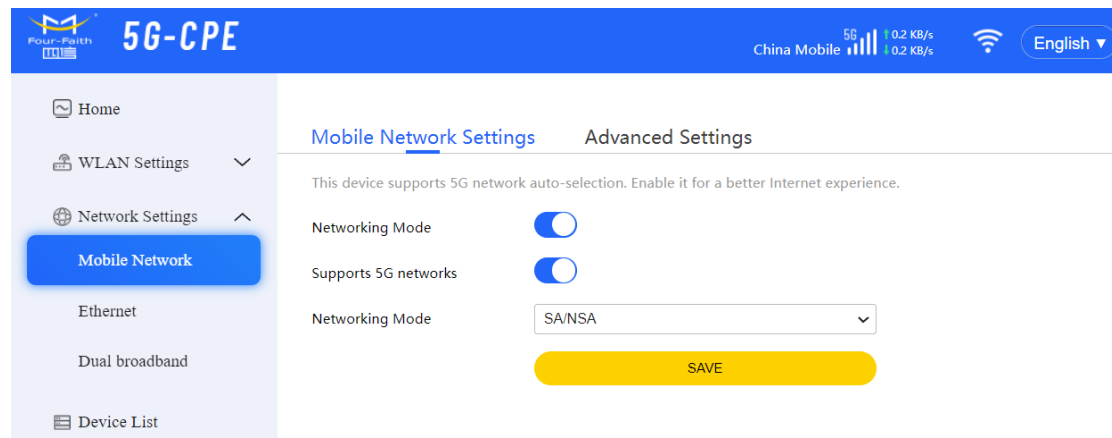 Four-Faith
四信
5G-CPE
China Mobile
5G
↑0.2 KB/s
↓0.2 KB/s
English ▼
Home
WLAN Settings
Network Settings
Mobile Network
Ethernet
Dual broadband
Device List
Mobile Network Settings
Advanced Settings
This device supports 5G network auto-selection. Enable it for a better Internet experience.
Networking Mode
Supports 5G networks
Networking Mode
SA/NSA
SAVE